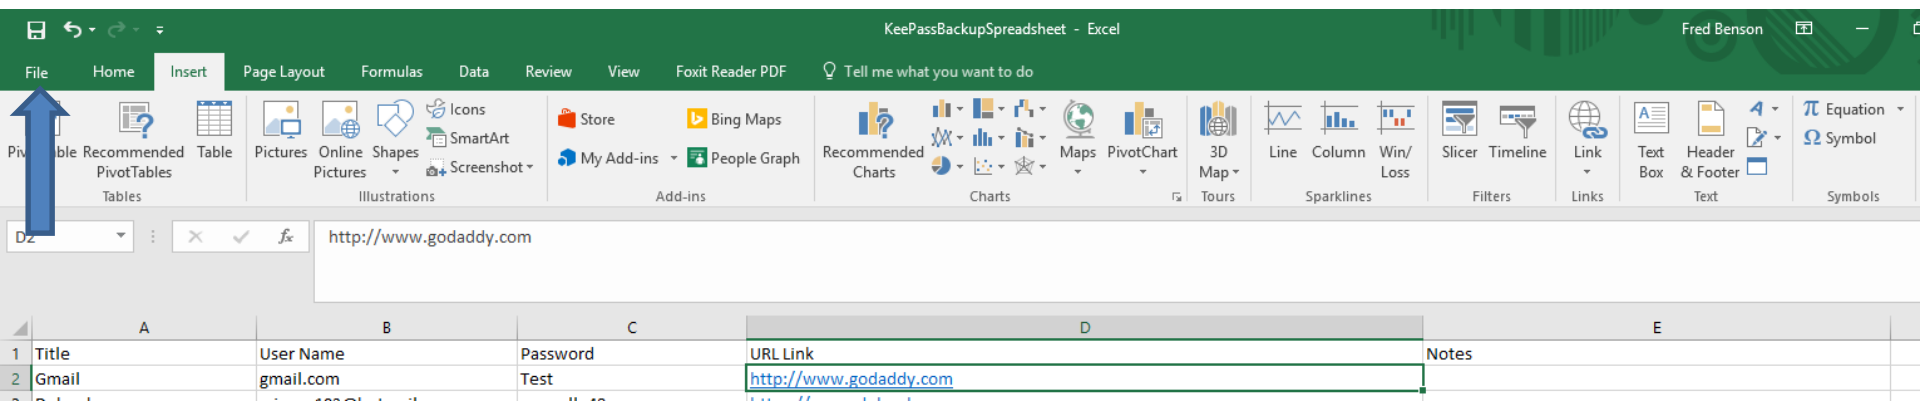 KeePassBackupSpreadsheet - Excel
Fred Benson
File Home Insert Page Layout Formulas Data Review View Foxit Reader PDF Tell me what you want to do
Icons
Store Bing Maps
Equation
SmartArt
Symbol
Recommended Table Pictures Online Shapes My Add-ins People Graph Recommended Maps PivotChart 3D Line Column Win/ Slicer Timeline Link Text Header
Screenshot
PivotTables Pictures Charts Map Loss Box & Footer
Tables Illustrations Add-ins Charts Tours Sparklines Filters Links Text Symbols
D2 fx http://www.godaddy.com
A B C D E
1 Title User Name Password URL Link Notes
2 Gmail gmail.com Test http://www.godaddy.com